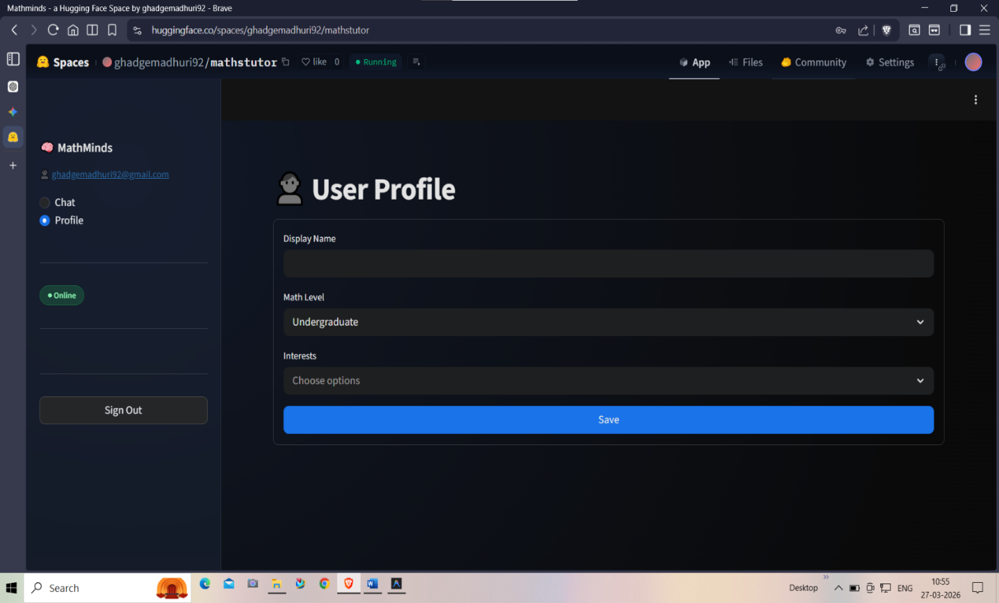 Mathminds - a Hugging Face Space by ghadgemadhuri92 - Brave
huggingface.co/spaces/ghadgemadhuri92/mathstutor
Spaces ghadgemadhuri92/mathstutor like 0 Running App Files Community Settings
MathMinds
ghadgemadhuri92@gmail.com
Chat
Profile
Online
Sign Out
User Profile
Display Name
Math Level
Undergraduate
Interests
Choose options
Save
Search
Desktop
ENG
10:55
27-03-2026